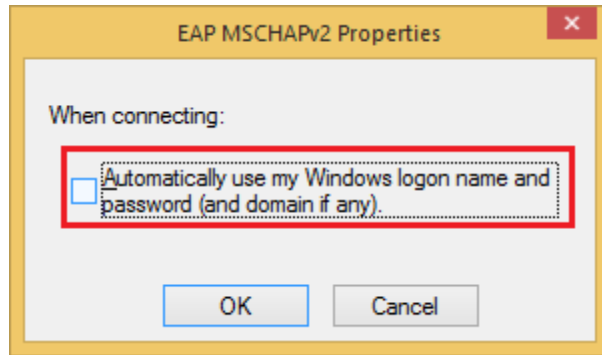 EAP MSCHAPv2 Properties
When connecting:
Automatically use my Windows logon name and
password (and domain if any).
OK
Cancel